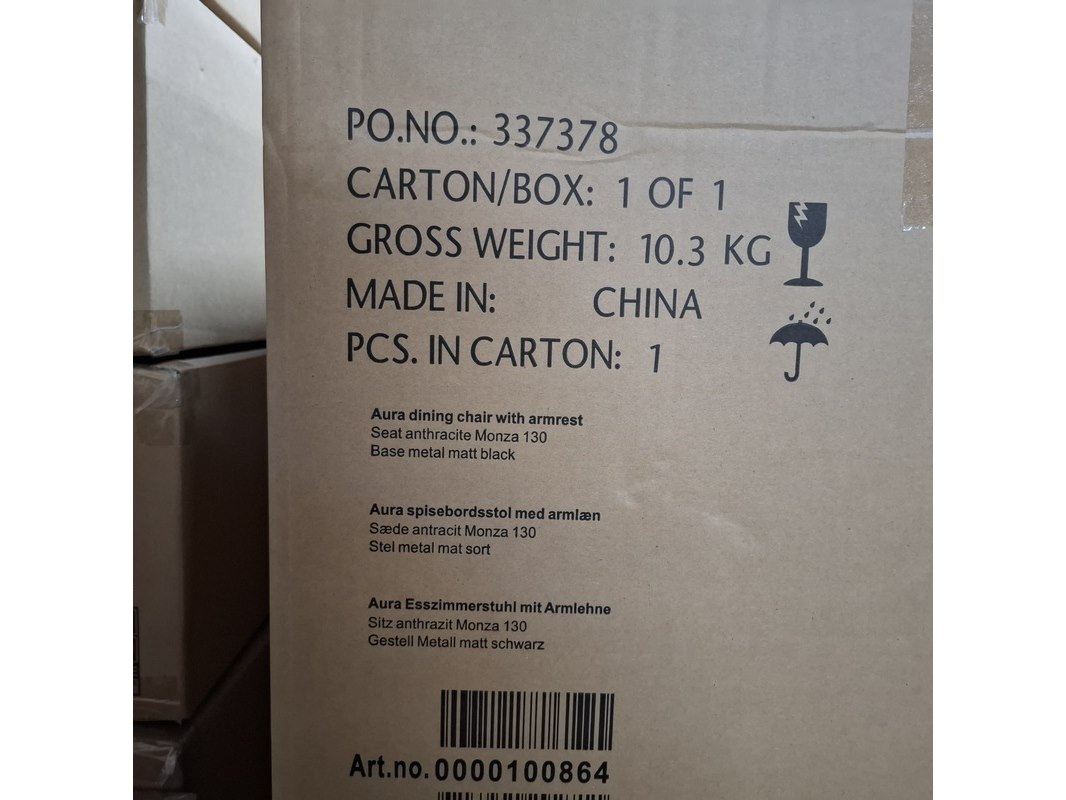 PO.NO.: 337378
CARTON/BOX: 1 OF 1
GROSS WEIGHT: 10.3 KG
MADE IN: CHINA
PCS. IN CARTON: 1
Aura dining chair with armrest
Seat anthracite Monza 130
Base metal matt black
Aura spisebordsstol med armlæn
Sæde antracit Monza 130
Stel metal mat sort
Aura Esszimmerstuhl mit Armlehne
Sitz anthrazit Monza 130
Gestell Metall matt schwarz
Art.no. 0000100864